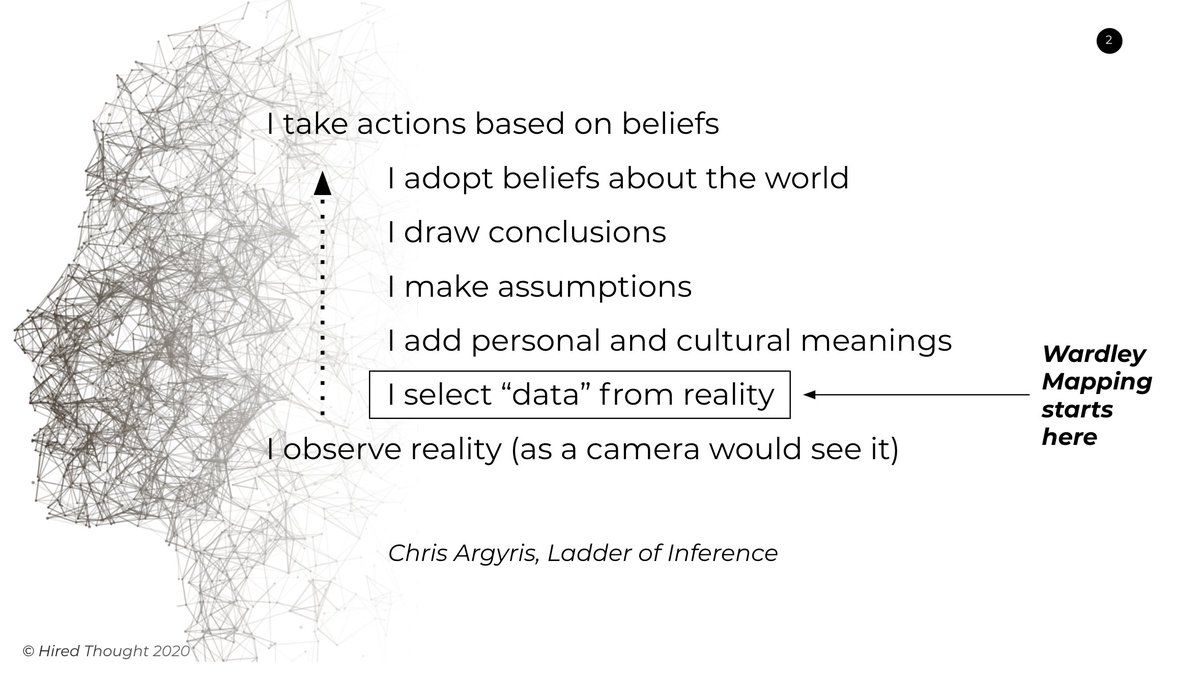 2
I take actions based on beliefs
I adopt beliefs about the world
I draw conclusions
I make assumptions
I add personal and cultural meanings
I select “data” from reality
I observe reality (as a camera would see it)
Wardley
Mapping
starts
here
Chris Argyris, Ladder of Inference
© Hired Thought 2020